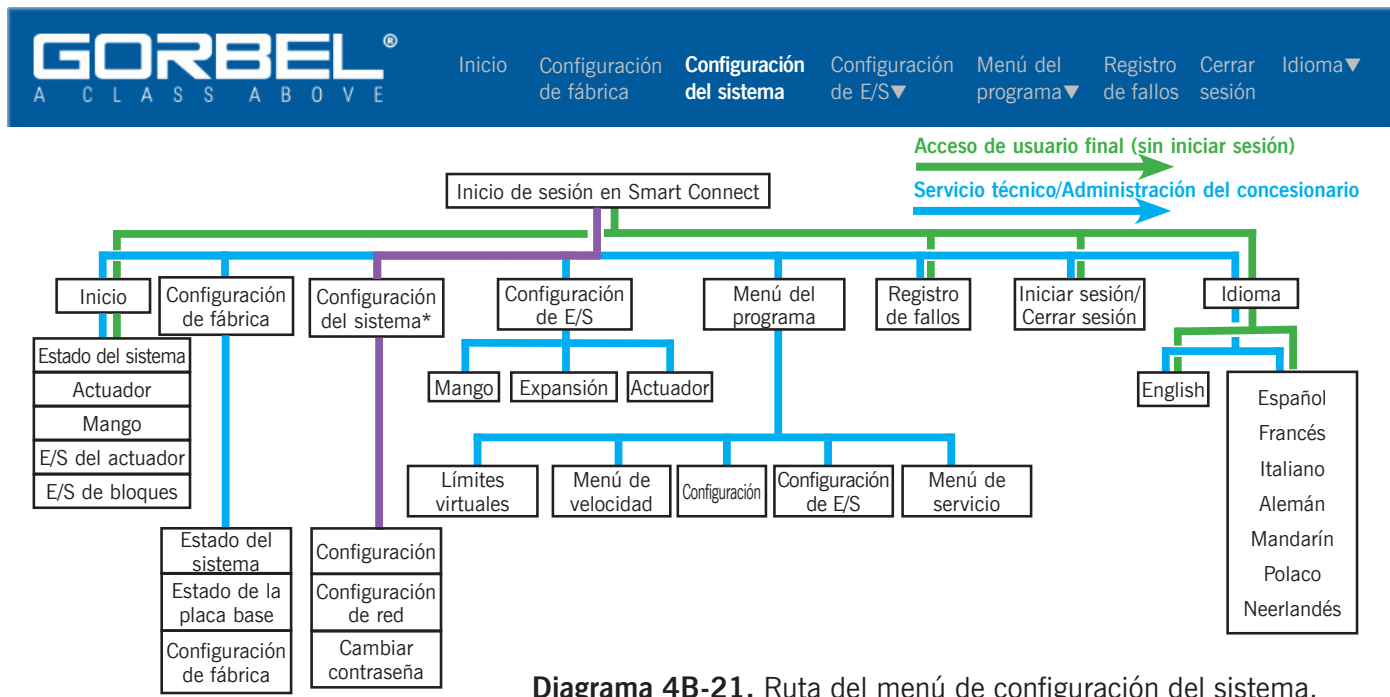 GORBEL®
A CLASS ABOVE
Inicio
Configuración
de fábrica
Configuración
del sistema
Configuración
de E/S▼
Menú del
programa▼
Registro
de fallos
Cerrar
sesión
Idioma▼
Acceso de usuario final (sin iniciar sesión)
Servicio técnico/Administración del concesionario
Inicio de sesión en Smart Connect
Inicio
Configuración
de fábrica
Configuración
del sistema*
Configuración
de E/S
Menú del
programa
Registro
de fallos
Iniciar sesión/
Cerrar sesión
Idioma
Estado del sistema
Actuador
Mango
E/S del actuador
E/S de bloques
Mango
Expansión
Actuador
English
Español
Francés
Italiano
Alemán
Mandarín
Polaco
Neerlandés
Límites
virtuales
Menú de
velocidad
Configuración
Configuración
de E/S
Menú de
servicio
Estado del
sistema
Estado de la
placa base
Configuración
de fábrica
Configuración
Configuración
de red
Cambiar
contraseña
Diagrama 4B-21. Ruta del menú de configuración del sistema.